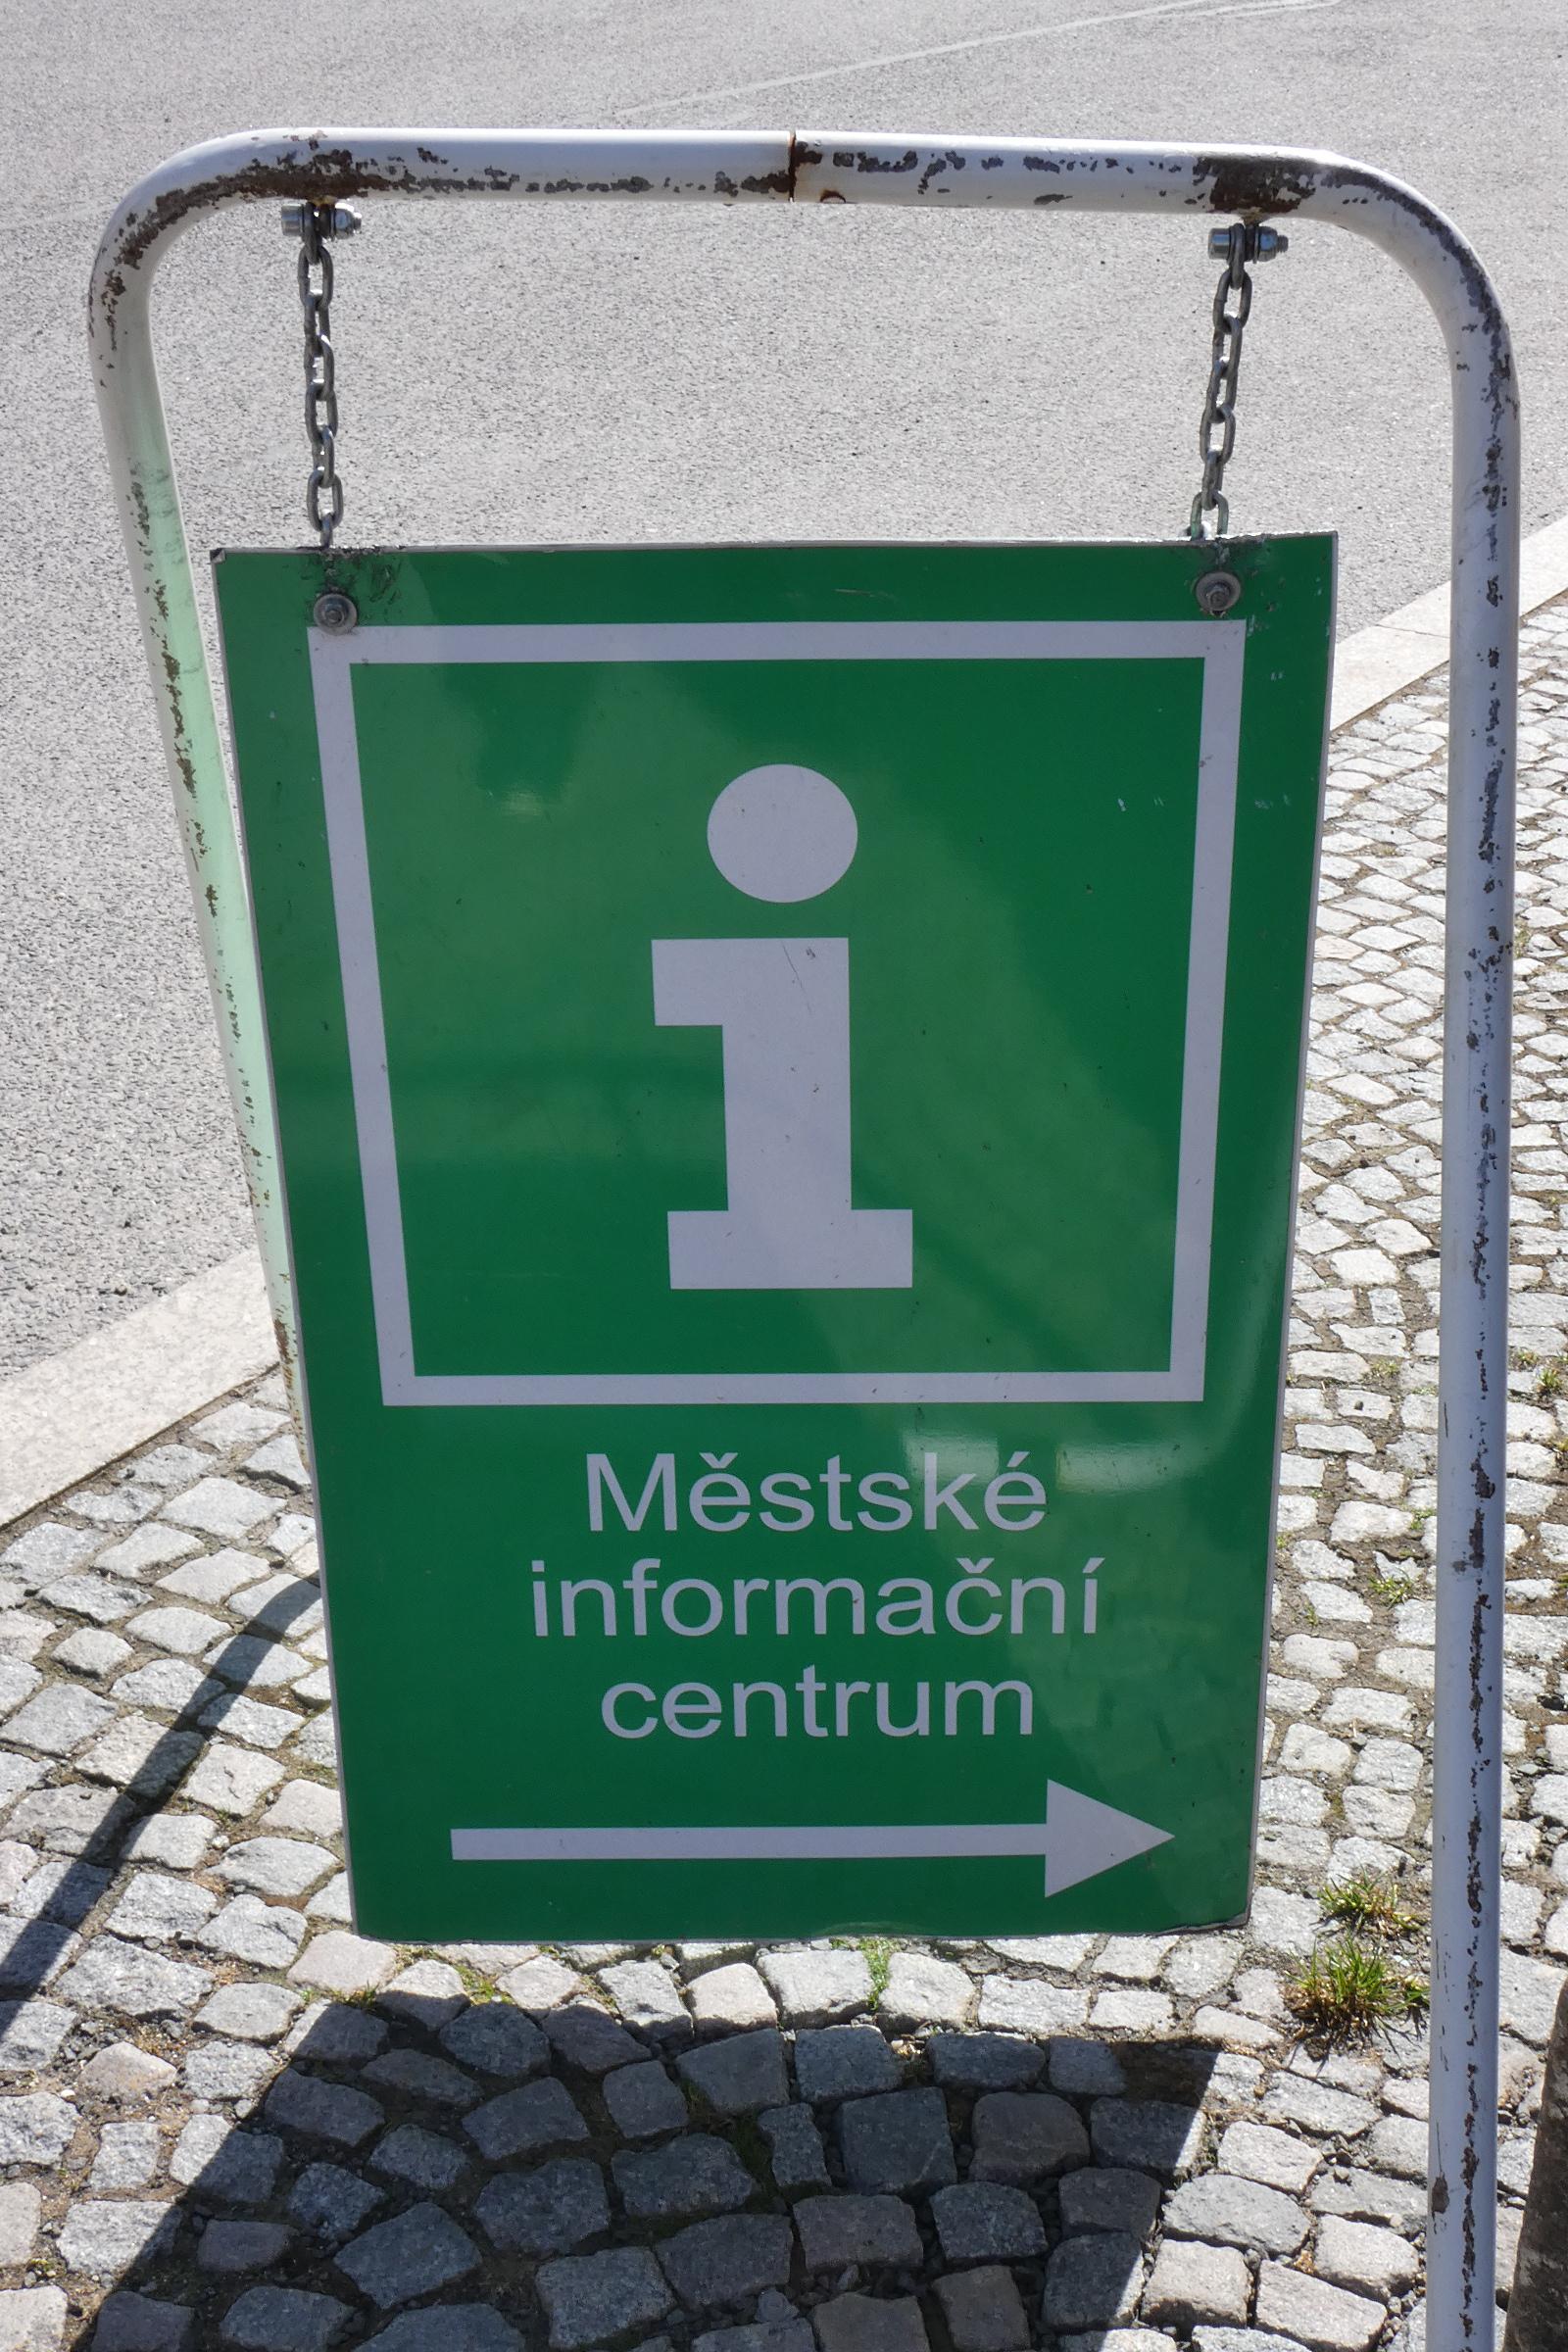 i
Městské
informační
centrum